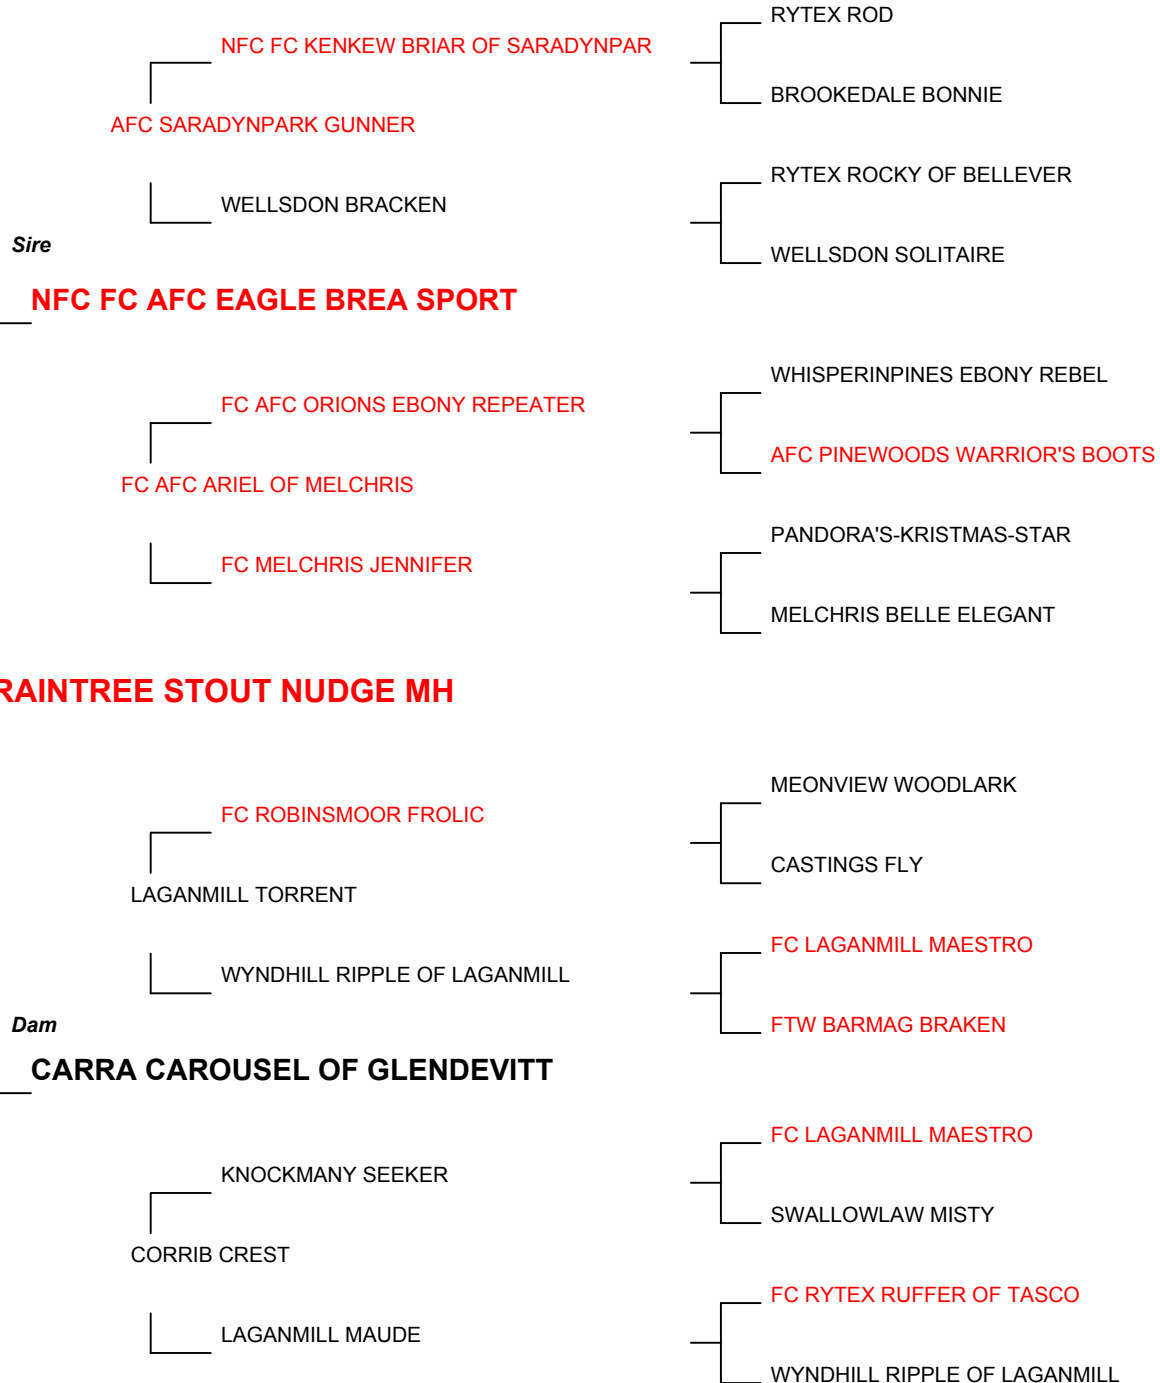 RYTEX ROD
NFC FC KENKEW BRIAR OF SARADYNPAR
BROOKEDALE BONNIE
AFC SARADYNPARK GUNNER
RYTEX ROCKY OF BELLEVER
WELLSDON BRACKEN
Sire
WELLSDON SOLITAIRE
NFC FC AFC EAGLE BREA SPORT
WHISPERINPINES EBONY REBEL
FC AFC ORIONS EBONY REPEATER
AFC PINEWOODS WARRIOR'S BOOTS
FC AFC ARIEL OF MELCHRIS
PANDORA'S-KRISTMAS-STAR
FC MELCHRIS JENNIFER
MELCHRIS BELLE ELEGANT
RAINTREE STOUT NUDGE MH
MEONVIEW WOODLARK
FC ROBINSMOOR FROLIC
CASTINGS FLY
LAGANMILL TORRENT
FC LAGANMILL MAESTRO
WYNDHILL RIPPLE OF LAGANMILL
Dam
FTW BARMAG BRAKEN
CARRA CAROUSEL OF GLENDEVITT
FC LAGANMILL MAESTRO
KNOCKMANY SEEKER
SWALLOWLAW MISTY
CORRIB CREST
FC RYTEX RUFFER OF TASCO
LAGANMILL MAUDE
WYNDHILL RIPPLE OF LAGANMILL